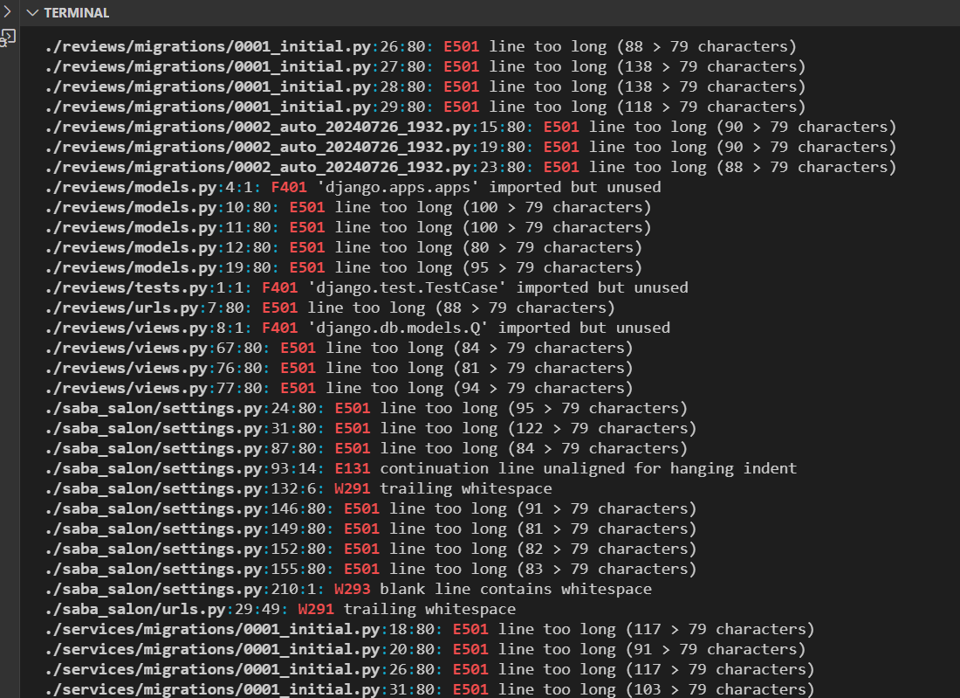 TERMINAL
./reviews/migrations/0001_initial.py:26:80: E501 line too long (88 > 79 characters)
./reviews/migrations/0001_initial.py:27:80: E501 line too long (138 > 79 characters)
./reviews/migrations/0001_initial.py:28:80: E501 line too long (138 > 79 characters)
./reviews/migrations/0001_initial.py:29:80: E501 line too long (118 > 79 characters)
./reviews/migrations/0002_auto_20240726_1932.py:15:80: E501 line too long (90 > 79 characters)
./reviews/migrations/0002_auto_20240726_1932.py:19:80: E501 line too long (90 > 79 characters)
./reviews/migrations/0002_auto_20240726_1932.py:23:80: E501 line too long (88 > 79 characters)
./reviews/models.py:4:1: F401 'django.apps.apps' imported but unused
./reviews/models.py:10:80: E501 line too long (100 > 79 characters)
./reviews/models.py:11:80: E501 line too long (100 > 79 characters)
./reviews/models.py:12:80: E501 line too long (80 > 79 characters)
./reviews/models.py:19:80: E501 line too long (95 > 79 characters)
./reviews/tests.py:1:1: F401 'django.test.TestCase' imported but unused
./reviews/urls.py:7:80: E501 line too long (88 > 79 characters)
./reviews/views.py:8:1: F401 'django.db.models.Q' imported but unused
./reviews/views.py:67:80: E501 line too long (84 > 79 characters)
./reviews/views.py:76:80: E501 line too long (81 > 79 characters)
./reviews/views.py:77:80: E501 line too long (94 > 79 characters)
./saba_salon/settings.py:24:80: E501 line too long (95 > 79 characters)
./saba_salon/settings.py:31:80: E501 line too long (122 > 79 characters)
./saba_salon/settings.py:87:80: E501 line too long (84 > 79 characters)
./saba_salon/settings.py:93:14: E131 continuation line unaligned for hanging indent
./saba_salon/settings.py:132:6: W291 trailing whitespace
./saba_salon/settings.py:146:80: E501 line too long (91 > 79 characters)
./saba_salon/settings.py:149:80: E501 line too long (81 > 79 characters)
./saba_salon/settings.py:152:80: E501 line too long (82 > 79 characters)
./saba_salon/settings.py:155:80: E501 line too long (83 > 79 characters)
./saba_salon/settings.py:210:1: W293 blank line contains whitespace
./saba_salon/urls.py:29:49: W291 trailing whitespace
./services/migrations/0001_initial.py:18:80: E501 line too long (117 > 79 characters)
./services/migrations/0001_initial.py:20:80: E501 line too long (91 > 79 characters)
./services/migrations/0001_initial.py:26:80: E501 line too long (117 > 79 characters)
./services/migrations/0001_initial.py:31:80: E501 line too long (103 > 79 characters)